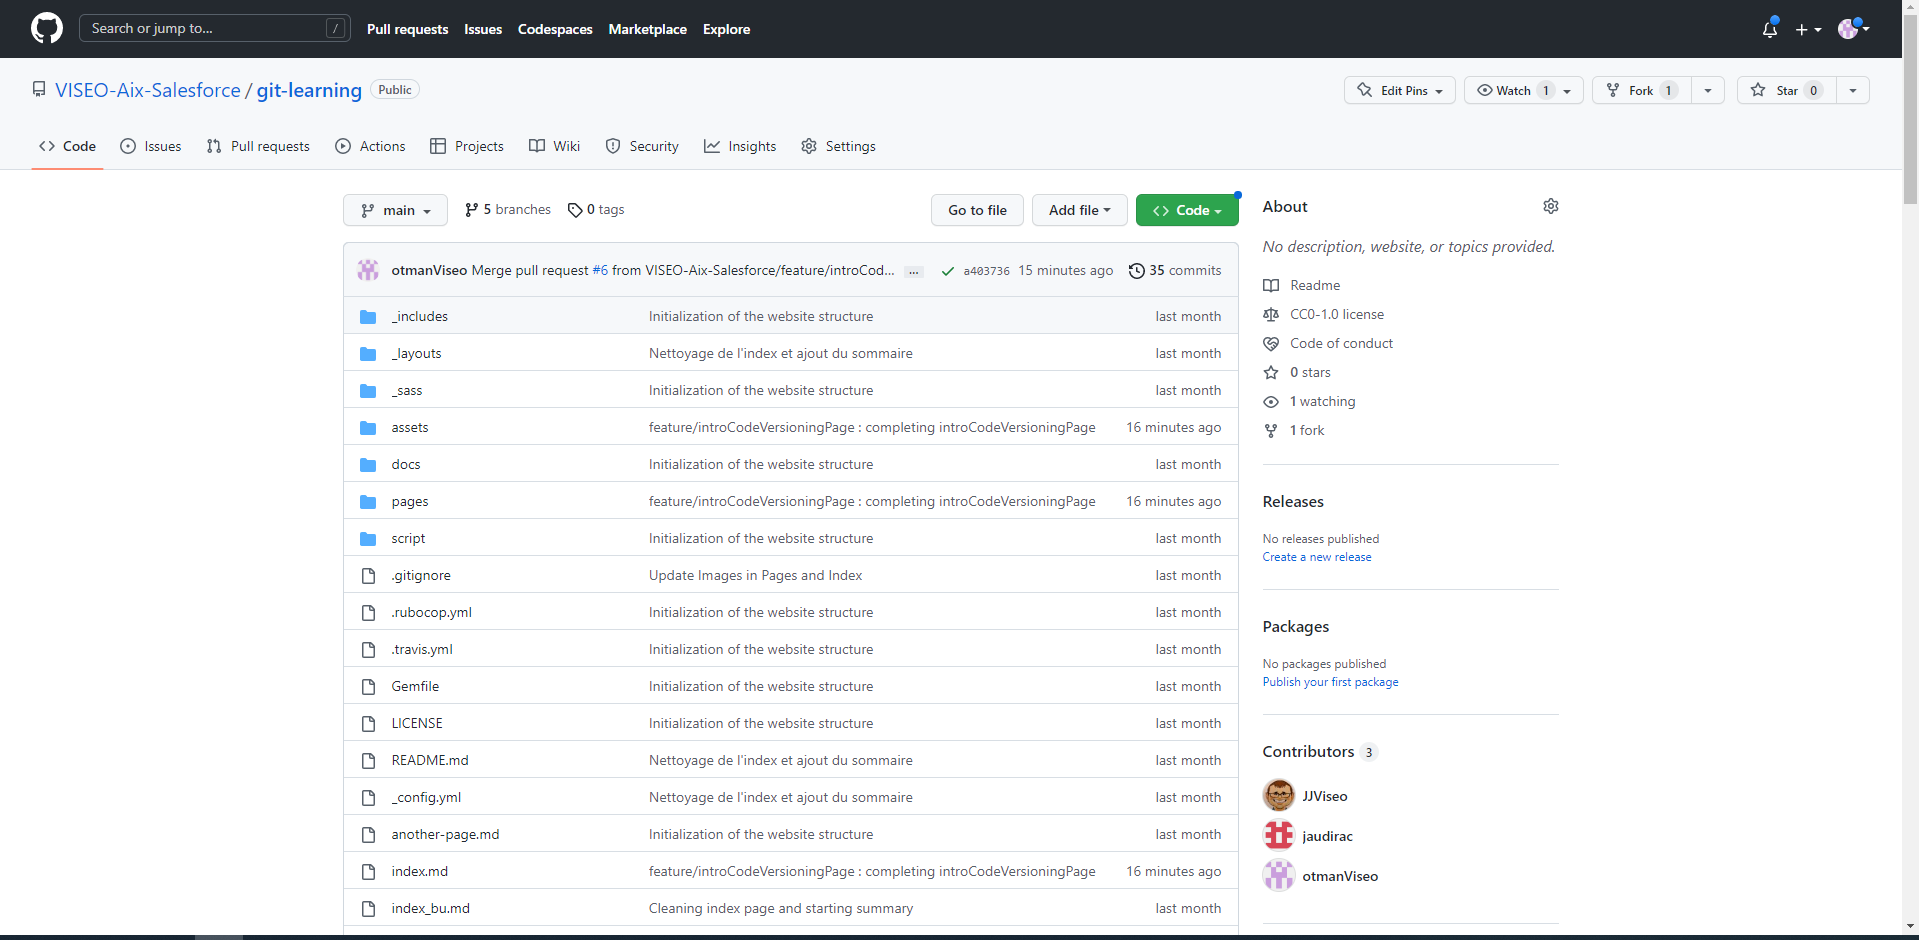 Search or jump to... /
Pull requests Issues Codespaces Marketplace Explore
VISEO-Aix-Salesforce / git-learning Public
Edit Pins Watch 1 Fork 1 Star 0
Code Issues Pull requests Actions Projects Wiki Security Insights Settings
main 5 branches 0 tags Go to file Add file Code
otmanViseo Merge pull request #6 from VISEO-Aix-Salesforce/feature/introCod... ... a403736 15 minutes ago 35 commits
_includes Initialization of the website structure last month
_layouts Nettoyage de l'index et ajout du sommaire last month
_sass Initialization of the website structure last month
assets feature/introCodeVersioningPage : completing introCodeVersioningPage 16 minutes ago
docs Initialization of the website structure last month
pages feature/introCodeVersioningPage : completing introCodeVersioningPage 16 minutes ago
script Initialization of the website structure last month
.gitignore Update Images in Pages and Index last month
.rubocop.yml Initialization of the website structure last month
.travis.yml Initialization of the website structure last month
Gemfile Initialization of the website structure last month
LICENSE Initialization of the website structure last month
README.md Nettoyage de l'index et ajout du sommaire last month
_config.yml Nettoyage de l'index et ajout du sommaire last month
another-page.md Initialization of the website structure last month
index.md feature/introCodeVersioningPage : completing introCodeVersioningPage 16 minutes ago
index_bu.md Cleaning index page and starting summary last month
About
No description, website, or topics provided.
Readme
CC0-1.0 license
Code of conduct
0 stars
1 watching
1 fork
Releases
No releases published
Create a new release
Packages
No packages published
Publish your first package
Contributors 3
JJViseo
jaudirac
otmanViseo